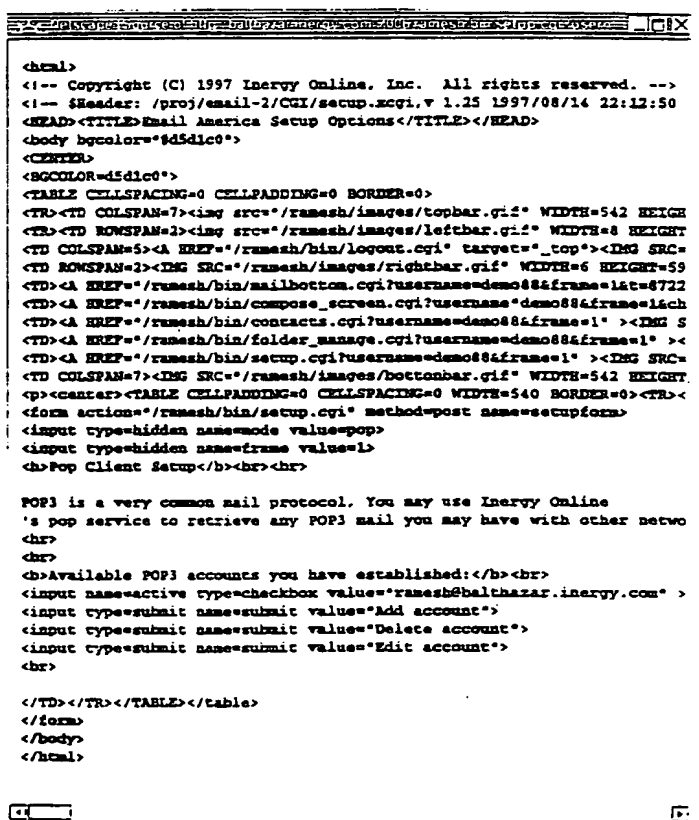 <html>
<!-- Copyright (C) 1997 Inergy Online, Inc.  All rights reserved. -->
<!-- $Header: /proj/email-2/CGI/setup.xcgi,v 1.25 1997/08/14 22:12:50
<HEAD><TITLE>Email America Setup Options</TITLE></HEAD>
<body bgcolor="#d5d1c0">
<CENTER>
<BGCOLOR=d5d1c0">
<TABLE CELLSPACING=0 CELLPADDING=0 BORDER=0>
<TR><TD COLSPAN=7><img src="/ramesh/images/topbar.gif" WIDTH=542 HEIGH
<TR><TD ROWSPAN=2><img src="/ramesh/images/leftbar.gif" WIDTH=8 HEIGHT
<TD COLSPAN=5><A HREF="/ramesh/bin/logout.cgi" target="_top"><IMG SRC=
<TD ROWSPAN=2><IMG SRC="/ramesh/images/rightbar.gif" WIDTH=6 HEIGHT=59
<TD><A HREF="/ramesh/bin/mailbottom.cgi?username=demo88&frame=1&t=8722
<TD><A HREF="/ramesh/bin/compose_screen.cgi?username=demo88&frame=1&ch
<TD><A HREF="/ramesh/bin/contacts.cgi?username=demo88&frame=1" ><IMG S
<TD><A HREF="/ramesh/bin/folder_manage.cgi?username=demo88&frame=1" ><
<TD><A HREF="/ramesh/bin/setup.cgi?username=demo88&frame=1" ><IMG SRC=
<TD COLSPAN=7><IMG SRC="/ramesh/images/bottonbar.gif" WIDTH=542 HEIGHT
<p><center><TABLE CELLPADDING=0 CELLSPACING=0 WIDTH=540 BORDER=0><TR><
<form action="/ramesh/bin/setup.cgi" method=post name=setupform>
<input type=hidden name=mode value=pop>
<input type=hidden name=frame value=1>
<b>Pop Client Setup</b><br><br>
POP3 is a very common mail protocol. You may use Inergy Online
's pop service to retrieve any POP3 mail you may have with other netwo
<hr>
<br>
<b>Available POP3 accounts you have established:</b><br>
<input name=active type=checkbox value="ramesh@balthazar.inergy.com" >
<input type=submit name=submit value="Add account">
<input type=submit name=submit value="Delete account">
<input type=submit name=submit value="Edit account">
<br>
</TD></TR></TABLE></table>
</form>
</body>
</html>